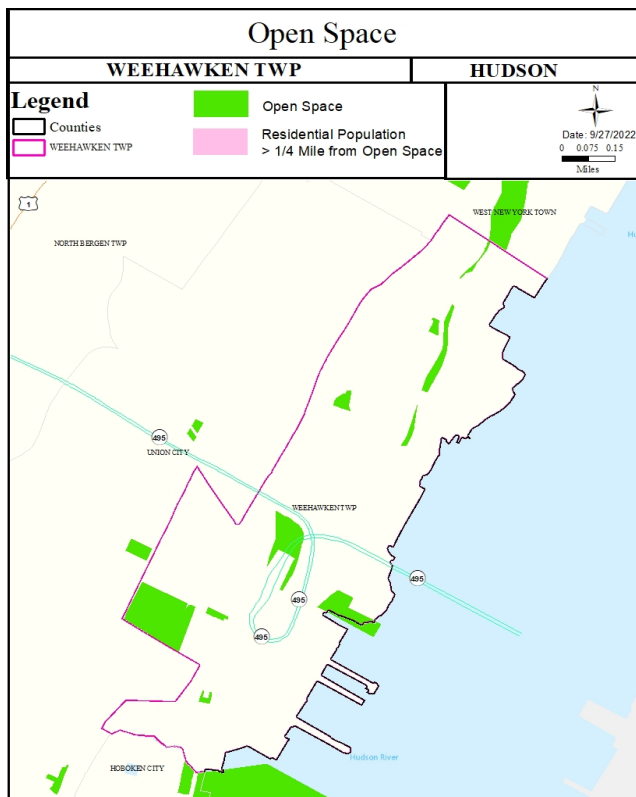 Open Space
WEEHAWKEN TWP
HUDSON
Legend
Counties
WEEHAWKEN TWP
Open Space
Residential Population
> 1/4 Mile from Open Space
N
Date: 9/27/2022
0 0.075 0.15
Miles
1
WEST NEW YORK TOWN
Hu
NORTH BERGEN TWP
495
UNION CITY
WEEHAWKEN TWP
495
495
495
Hudson River
HOBOKEN CITY